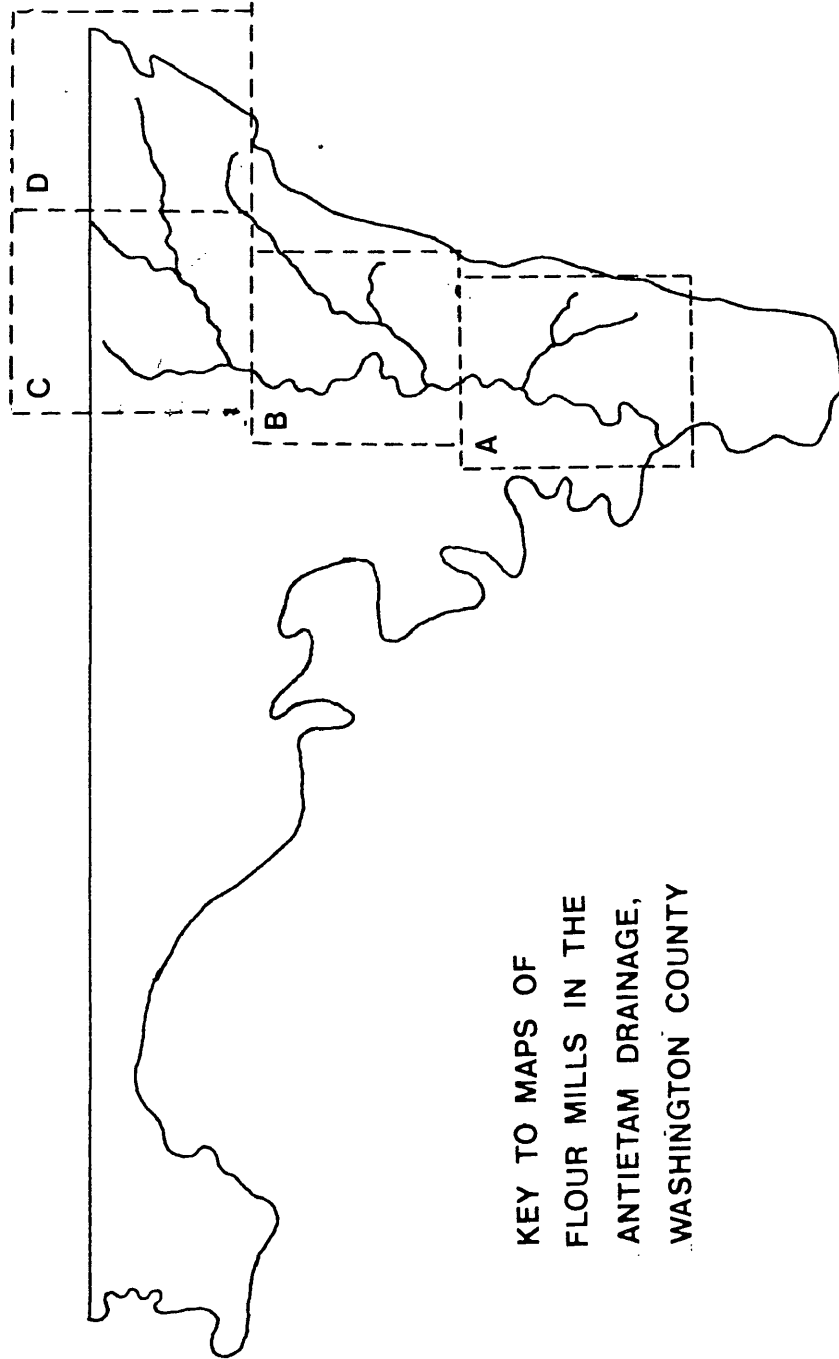 KEY TO MAPS OF
FLOUR MILLS IN THE
ANTIETAM DRAINAGE,
WASHINGTON COUNTY
A
B
C
D